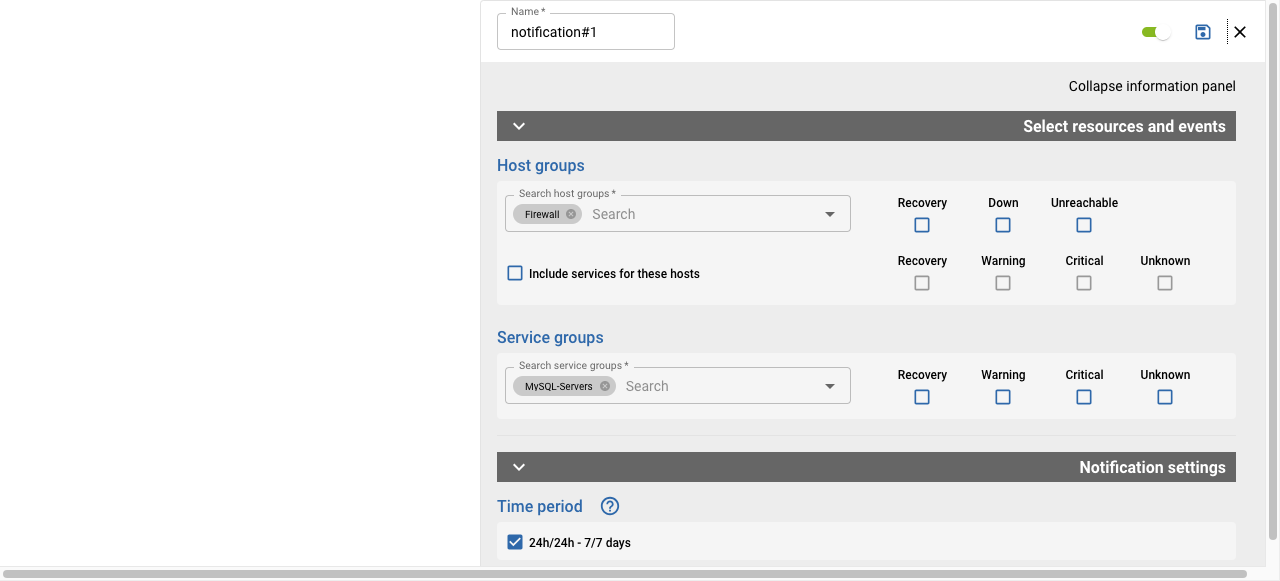 Name *
notification#1
Collapse information panel
Select resources and events
Host groups
Search host groups *
Firewall Search
Recovery Down Unreachable
Include services for these hosts
Recovery Warning Critical Unknown
Service groups
Search service groups *
MySQL-Servers Search
Recovery Warning Critical Unknown
Notification settings
Time period ?
24h/24h - 7/7 days